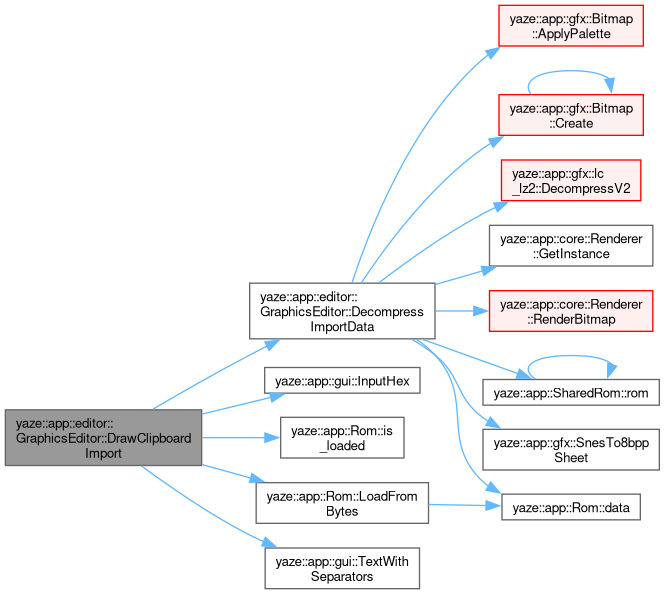 yaze::app::gfx::Bitmap
::ApplyPalette
yaze::app::gfx::Bitmap
::Create
yaze::app::gfx::lc
_lz2::DecompressV2
yaze::app::core::Renderer
::GetInstance
yaze::app::editor::
GraphicsEditor::Decompress
ImportData
yaze::app::core::Renderer
::RenderBitmap
yaze::app::gui::InputHex
yaze::app::SharedRom::rom
yaze::app::editor::
GraphicsEditor::DrawClipboard
Import
yaze::app::Rom::is
_loaded
yaze::app::gfx::SnesTo8bpp
Sheet
yaze::app::Rom::LoadFrom
Bytes
yaze::app::Rom::data
yaze::app::gui::TextWith
Separators